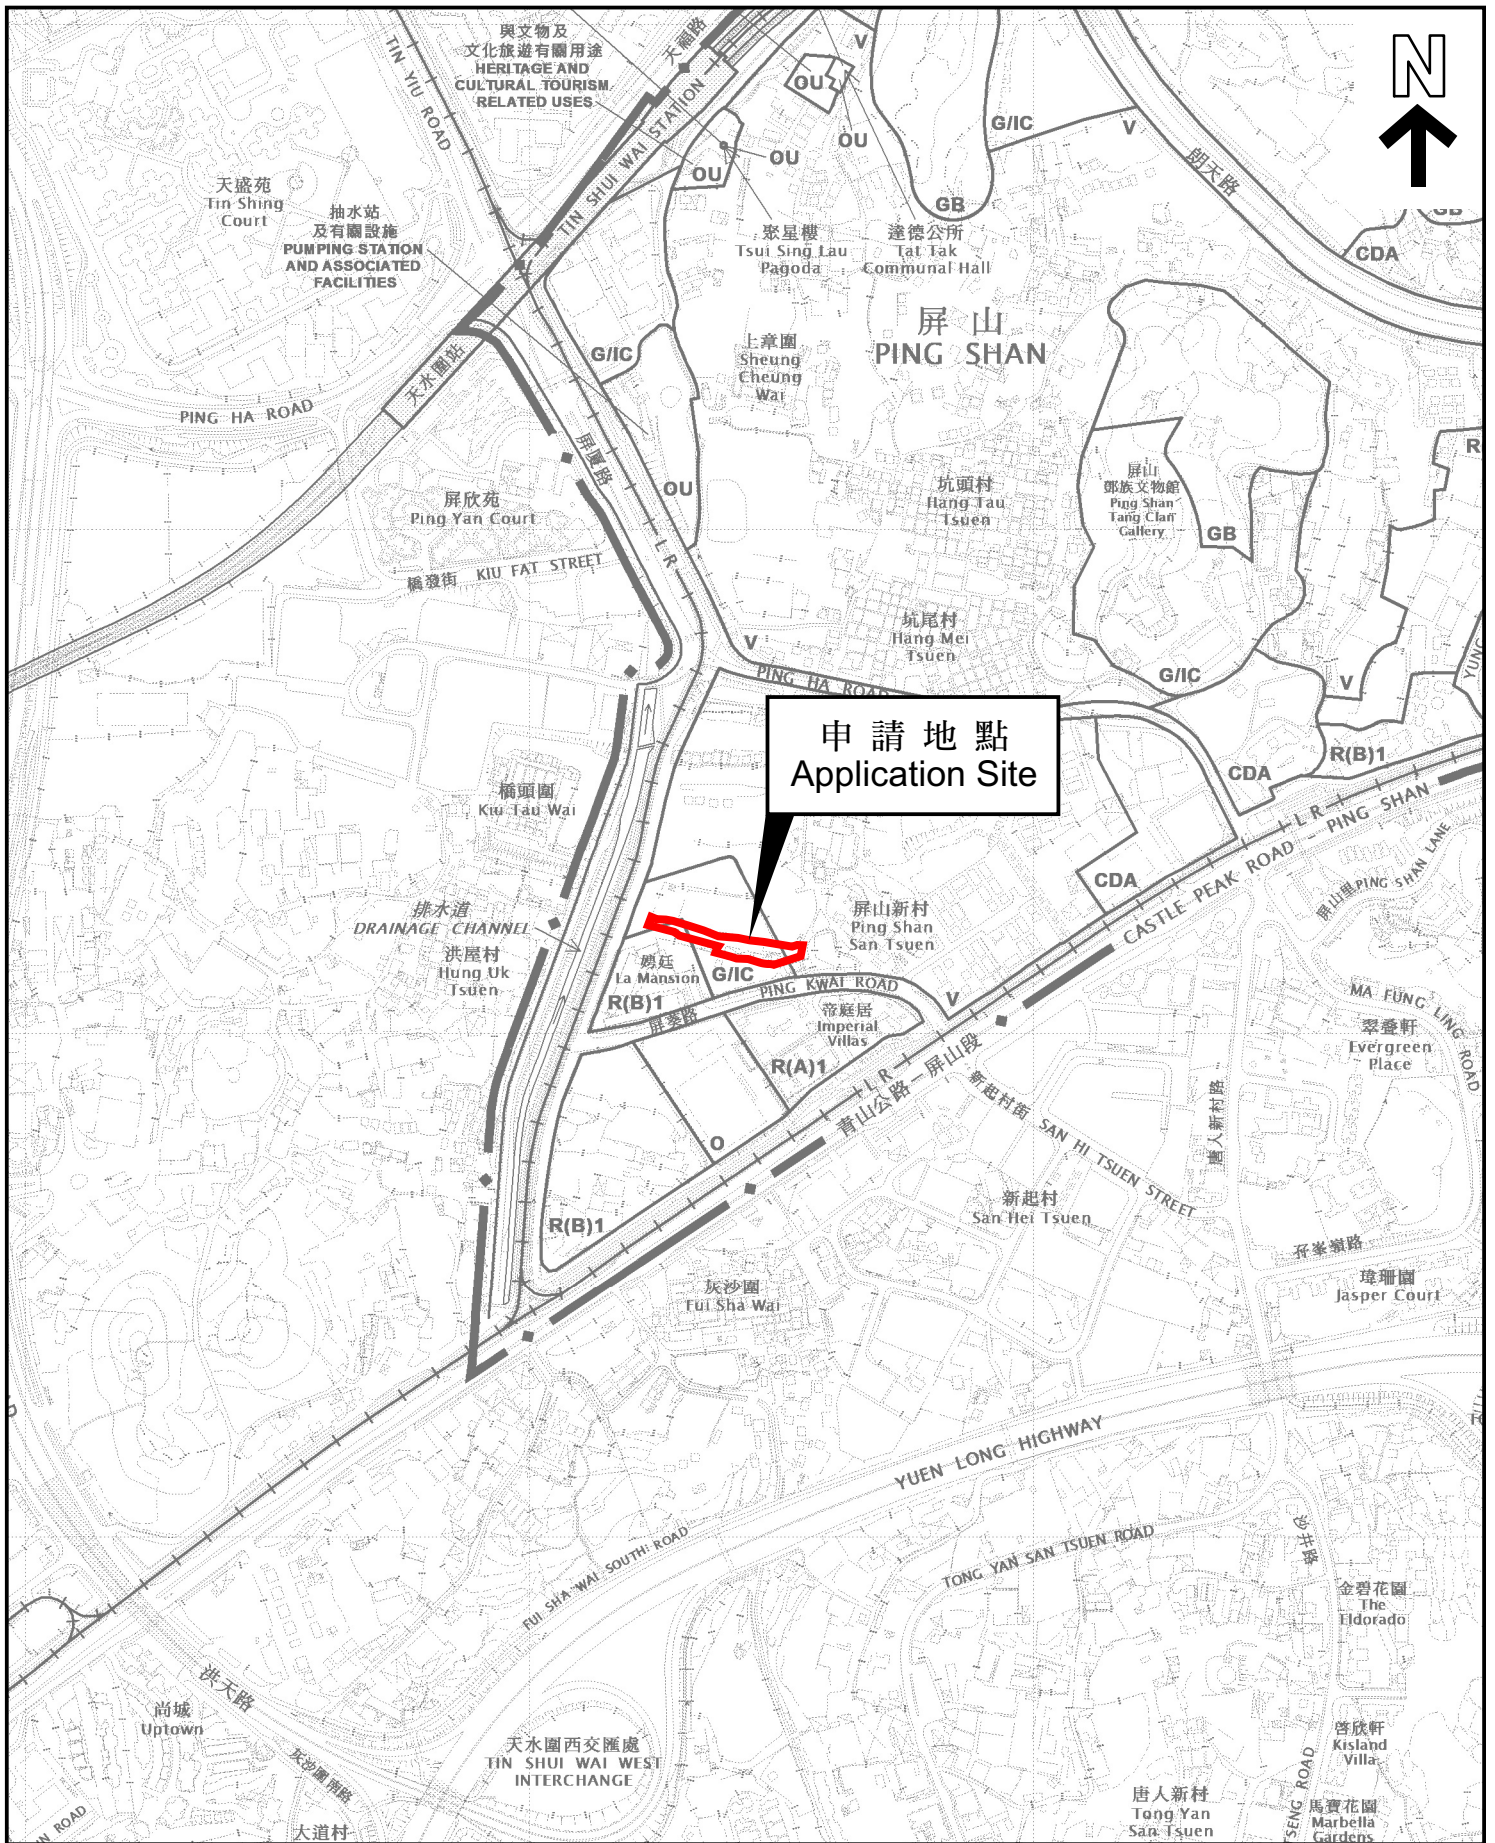 與文物及
文化旅遊有關用途
HERITAGE AND
CULTURAL TOURISM
RELATED USES
天福路
TIN YIU ROAD
TIN SHUI WAI STATION
天水圍站
V
OU
OU
OU
OU
G/IC
V
GB
朗天路
N
GB
CDA
天盛苑
Tin Shing
Court
抽水站
及有關設施
PUMPING STATION
AND ASSOCIATED
FACILITIES
聚星樓
Tsui Sing Lau
Pagoda
達德公所
Tat Tak
Communal Hall
屏山
PING SHAN
上章圍
Sheung
Cheung
Wai
G/IC
PING HA ROAD
屏廈路
屏欣苑
Ping Yan Court
OU
坑頭村
Hang Tau
Tsuen
屏山
鄧族文物館
Ping Shan
Tang Clan
Gallery
GB
R
橋發街 KIU FAT STREET
L R
坑尾村
Hang Mei
Tsuen
V
PING HA ROAD
G/IC
V
YUNG
申請地點
Application Site
R(B)1
CDA
橋頭圍
Kiu Tau Wai
L R
CASTLE PEAK ROAD - PING SHAN
屏山里 PING SHAN LANE
CDA
排水道
DRAINAGE CHANNEL
洪屋村
Hung Uk
Tsuen
屏山新村
Ping Shan
San Tsuen
娉廷
La Mansion
G/IC
R(B)1
屏葵路
PING KWAI ROAD
V
帝庭居
Imperial
Villas
R(A)1
L R
青山公路-屏山段
MA FUNG LING ROAD
翠疊軒
Evergreen
Place
新起村街 SAN HI TSUEN STREET
唐人新村路
O
新起村
San Hei Tsuen
R(B)1
孖峯嶺路
灰沙圍
Fui Sha Wai
瑋珊園
Jasper Court
YUEN LONG HIGHWAY
FUI SHA WAI SOUTH ROAD
TONG YAN SAN TSUEN ROAD
沙井路
金碧花園
The
Eldorado
洪天路
尚城
Uptown
灰沙圍南路
天水圍西交匯處
TIN SHUI WAI WEST
INTERCHANGE
啓欣軒
Kisland
Villa
唐人新村
Tong Yan
San Tsuen
TSENG ROAD
馬寶花園
Marbella
Gardens
大道村
IN ROAD